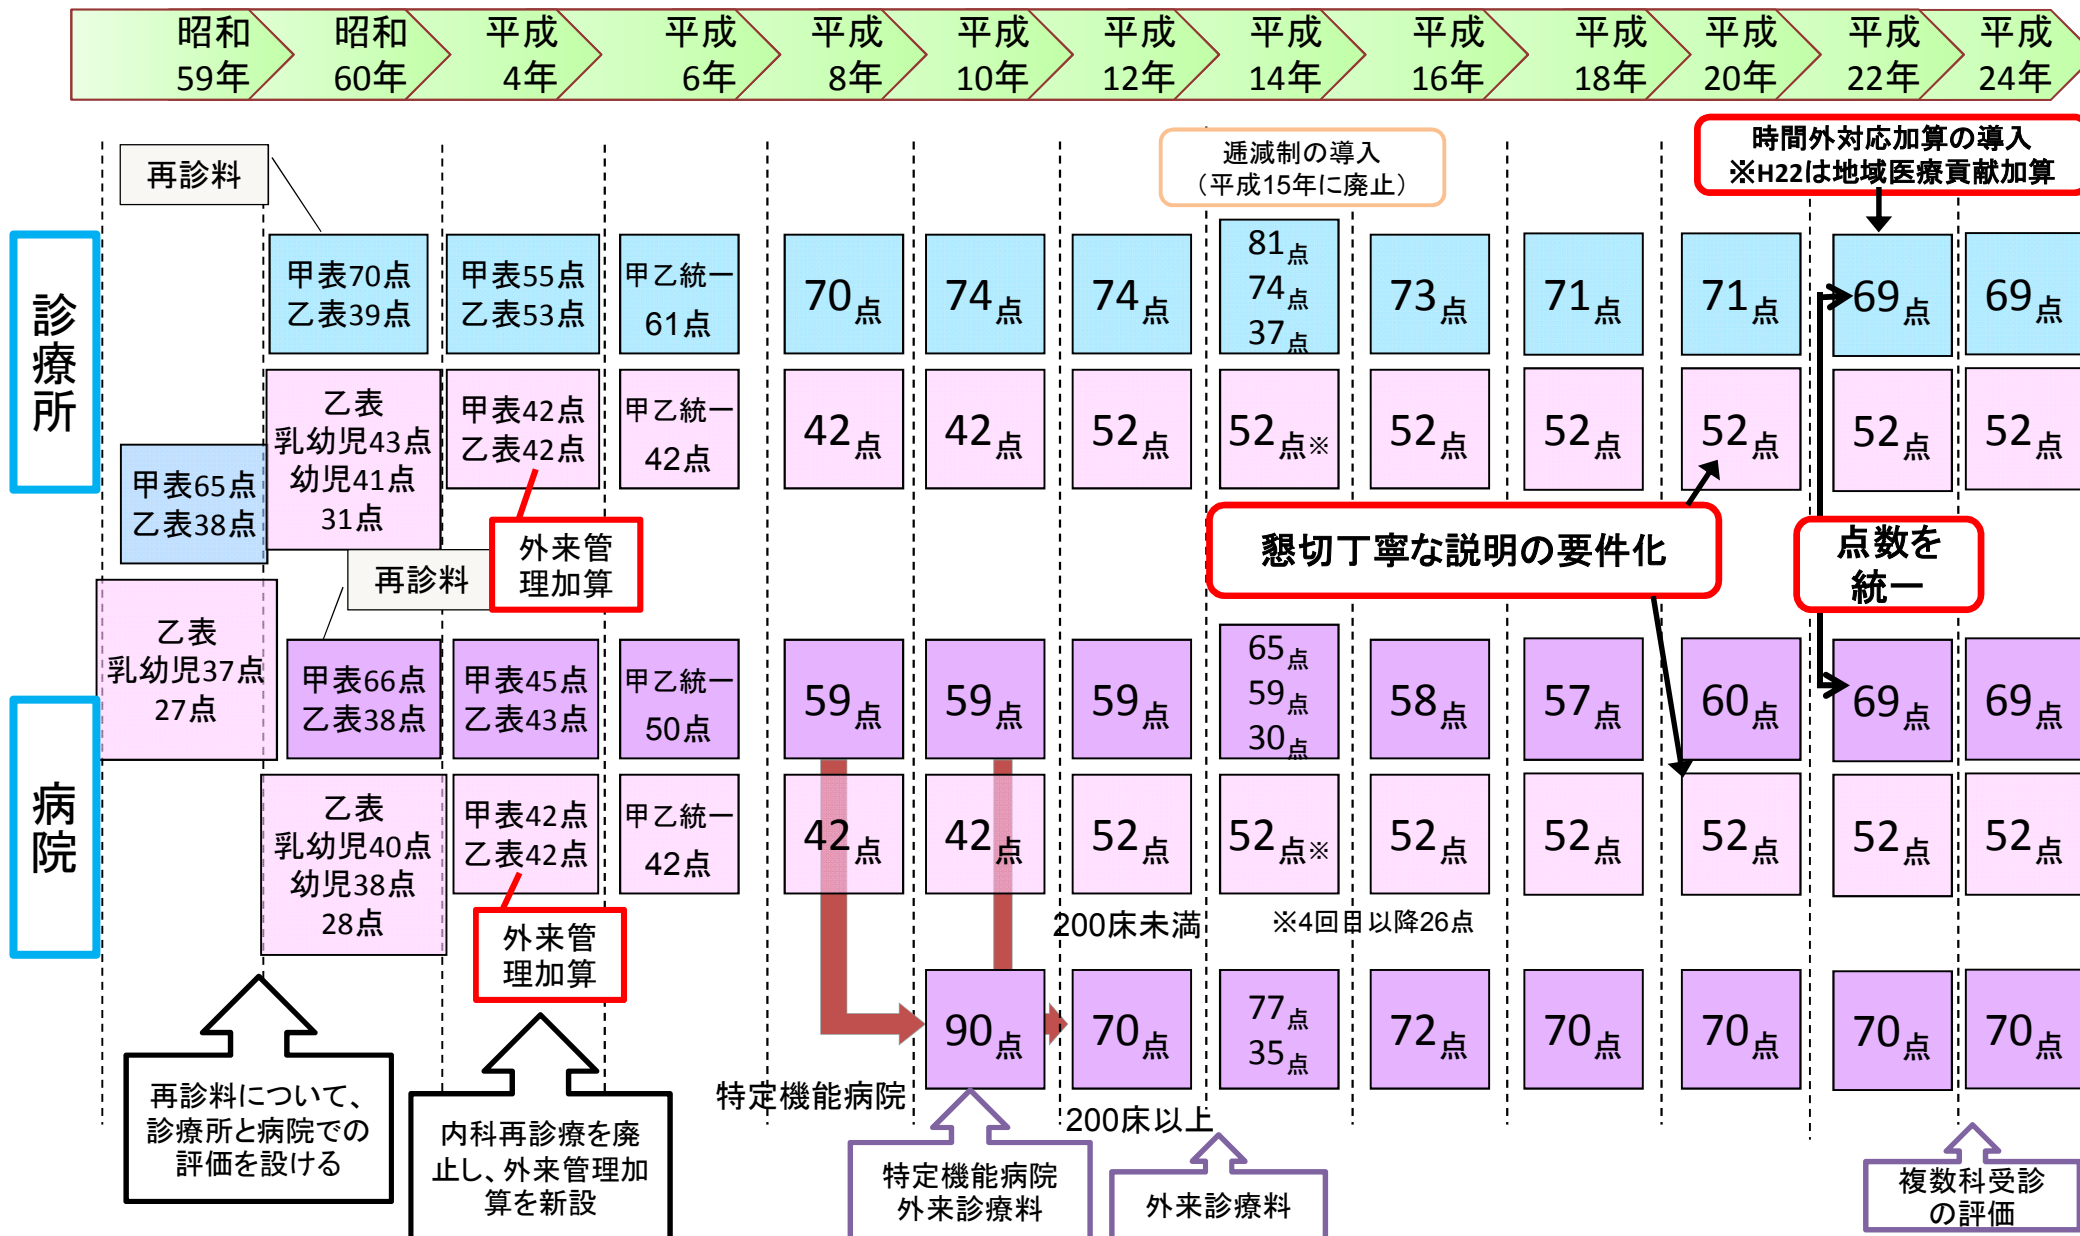 昭和
59年
昭和
60年
平成
4年
平成
6年
平成
8年
平成
10年
平成
12年
平成
14年
平成
16年
平成
18年
平成
20年
平成
22年
平成
24年
再診料
逓減制の導入
（平成15年に廃止）
時間外対応加算の導入
※H22は地域医療貢献加算
診療所
甲表70点
乙表39点
甲表55点
乙表53点
甲乙統一
61点
70点
74点
74点
81点
74点
37点
73点
71点
71点
69点
69点
乙表
乳幼児43点
幼児41点
31点
甲表42点
乙表42点
甲乙統一
42点
42点
42点
52点
52点※
52点
52点
52点
52点
52点
甲表65点
乙表38点
外来管
理加算
懇切丁寧な説明の要件化
点数を
統一
再診料
乙表
乳幼児37点
27点
病院
甲表66点
乙表38点
甲表45点
乙表43点
甲乙統一
50点
59点
59点
59点
65点
59点
30点
58点
57点
60点
69点
69点
乙表
乳幼児40点
幼児38点
28点
甲表42点
乙表42点
甲乙統一
42点
42点
42点
52点
52点※
52点
52点
52点
52点
52点
外来管
理加算
200床未満
※4回目以降26点
90点
70点
77点
35点
72点
70点
70点
70点
70点
特定機能病院
200床以上
再診料について、
診療所と病院での
評価を設ける
内科再診療を廃
止し、外来管理加
算を新設
特定機能病院
外来診療料
外来診療料
複数科受診
の評価